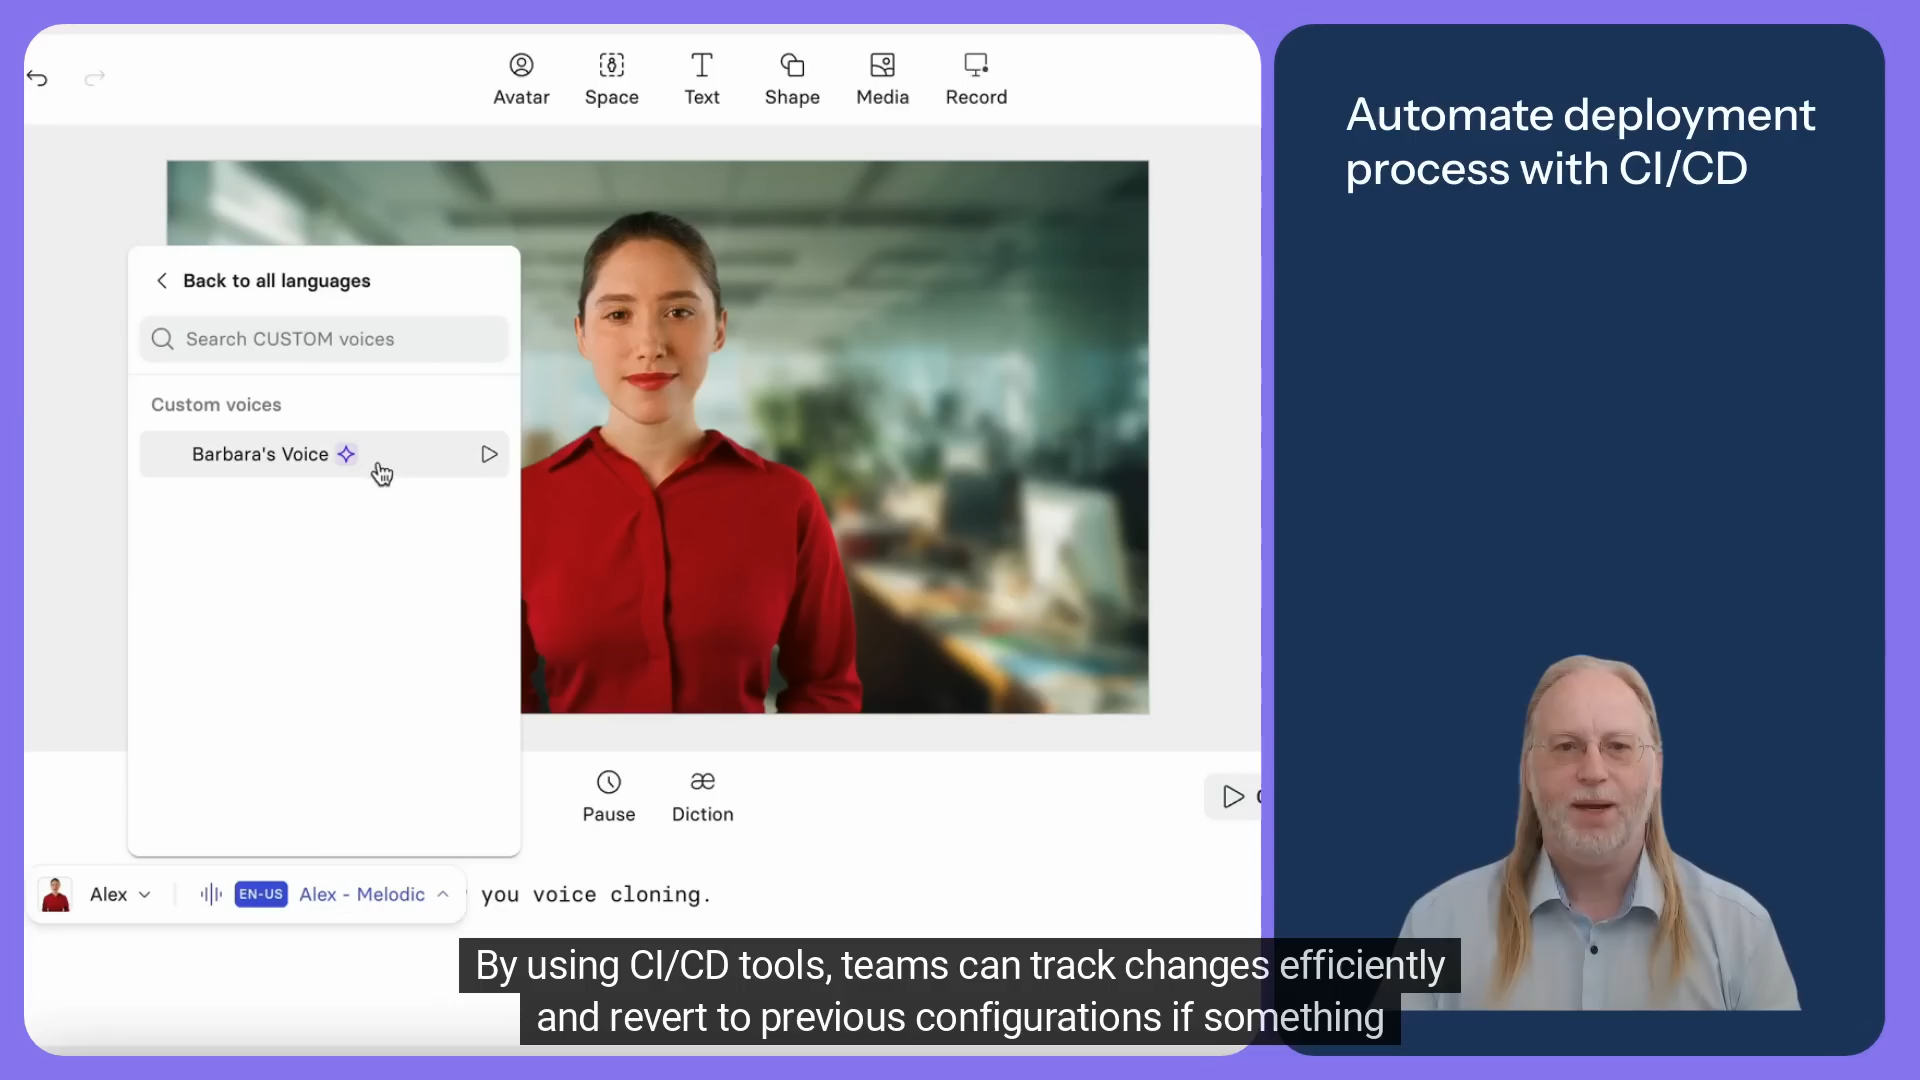 Avatar
Space
Text
Shape
Media
Record
Automate deployment
process with CI/CD
Back to all languages
Search CUSTOM voices
Custom voices
Barbara's Voice
Pause
æ
Diction
Alex
EN-US
Alex - Melodic
you voice cloning.
By using CI/CD tools, teams can track changes efficiently
and revert to previous configurations if something